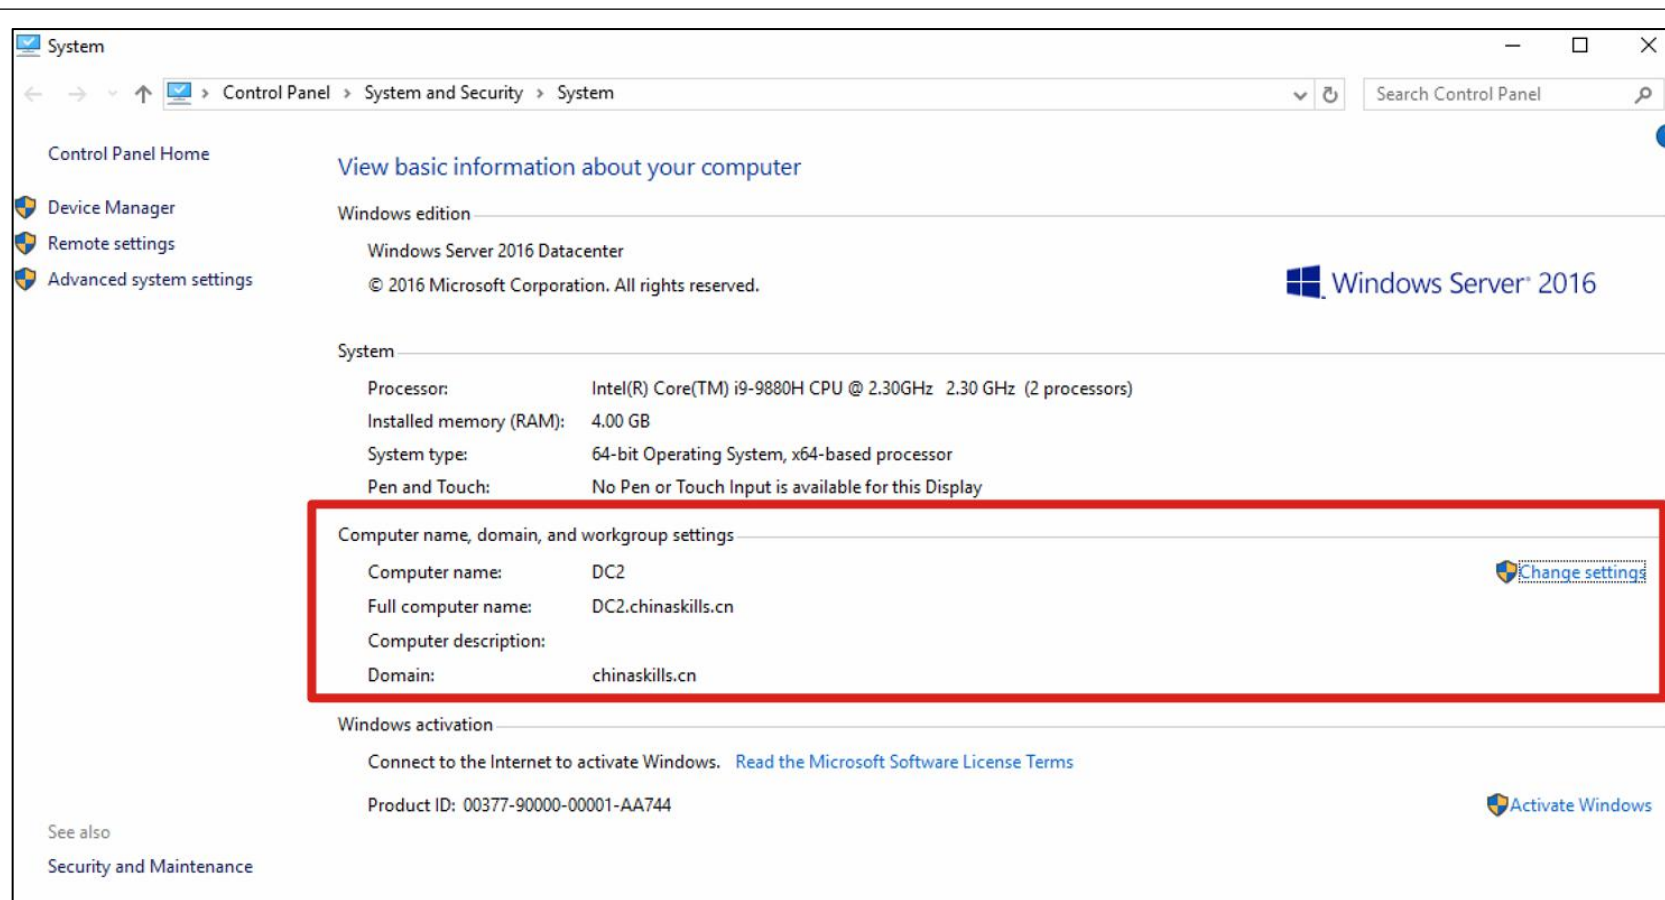 System
Control Panel > System and Security > System
Search Control Panel
Control Panel Home
Device Manager
Remote settings
Advanced system settings
View basic information about your computer
Windows edition
Windows Server 2016 Datacenter
© 2016 Microsoft Corporation. All rights reserved.
Windows Server® 2016
System
Processor: Intel(R) Core(TM) i9-9880H CPU @ 2.30GHz 2.30 GHz (2 processors)
Installed memory (RAM): 4.00 GB
System type: 64-bit Operating System, x64-based processor
Pen and Touch: No Pen or Touch Input is available for this Display
Computer name, domain, and workgroup settings
Computer name: DC2 Change settings
Full computer name: DC2.chinaskills.cn
Computer description:
Domain: chinaskills.cn
Windows activation
Connect to the Internet to activate Windows. Read the Microsoft Software License Terms
Product ID: 00377-90000-00001-AA744 Activate Windows
See also
Security and Maintenance